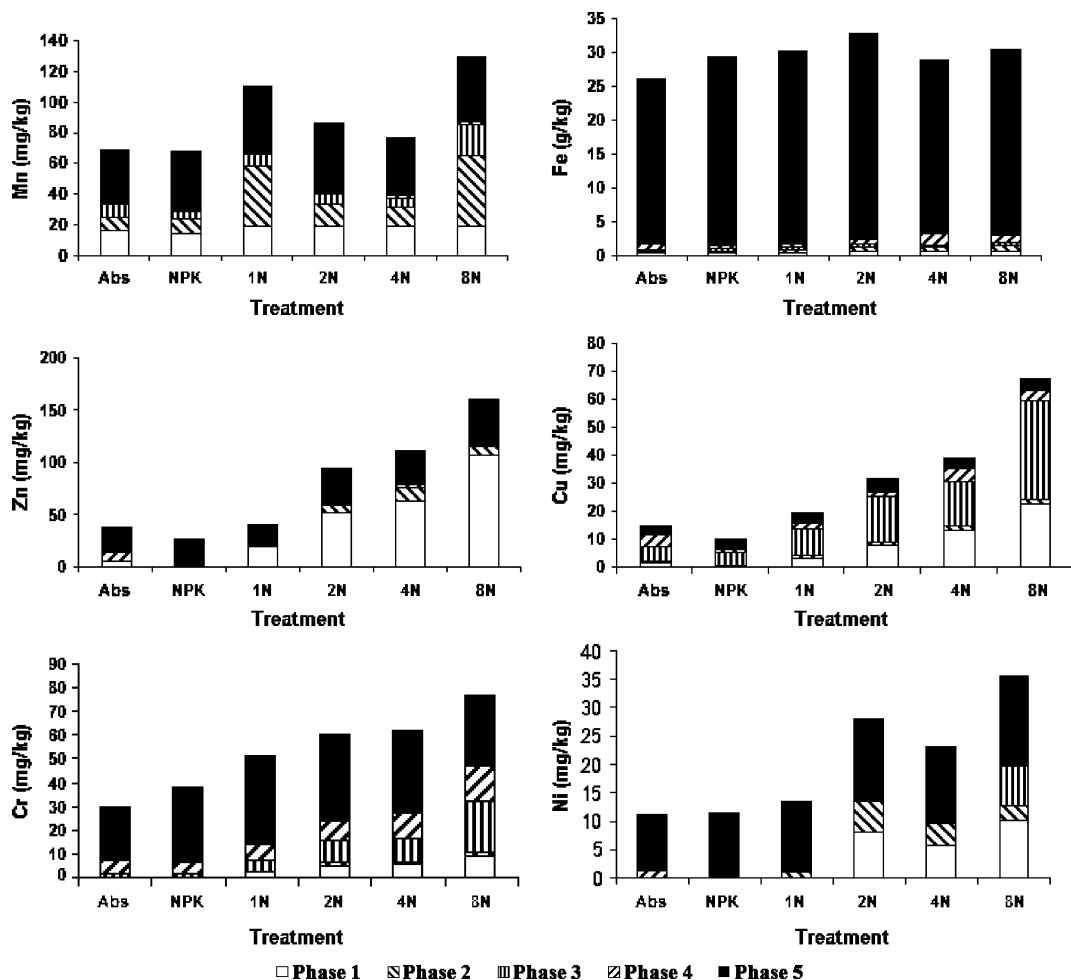 Mn (mg/kg)
140
120
100
80
60
40
20
0
Abs NPK 1N 2N 4N 8N
Treatment
Fe (g/kg)
35
30
25
20
15
10
5
0
Abs NPK 1N 2N 4N 8N
Treatment
Zn (mg/kg)
200
150
100
50
0
Abs NPK 1N 2N 4N 8N
Treatment
Cu (mg/kg)
80
70
60
50
40
30
20
10
0
Abs NPK 1N 2N 4N 8N
Treatment
Cr (mg/kg)
90
80
70
60
50
40
30
20
10
0
Abs NPK 1N 2N 4N 8N
Treatment
Ni (mg/kg)
40
35
30
25
20
15
10
5
0
Abs NPK 1N 2N 4N 8N
Treatment
Phase 1 Phase 2 Phase 3 Phase 4 Phase 5